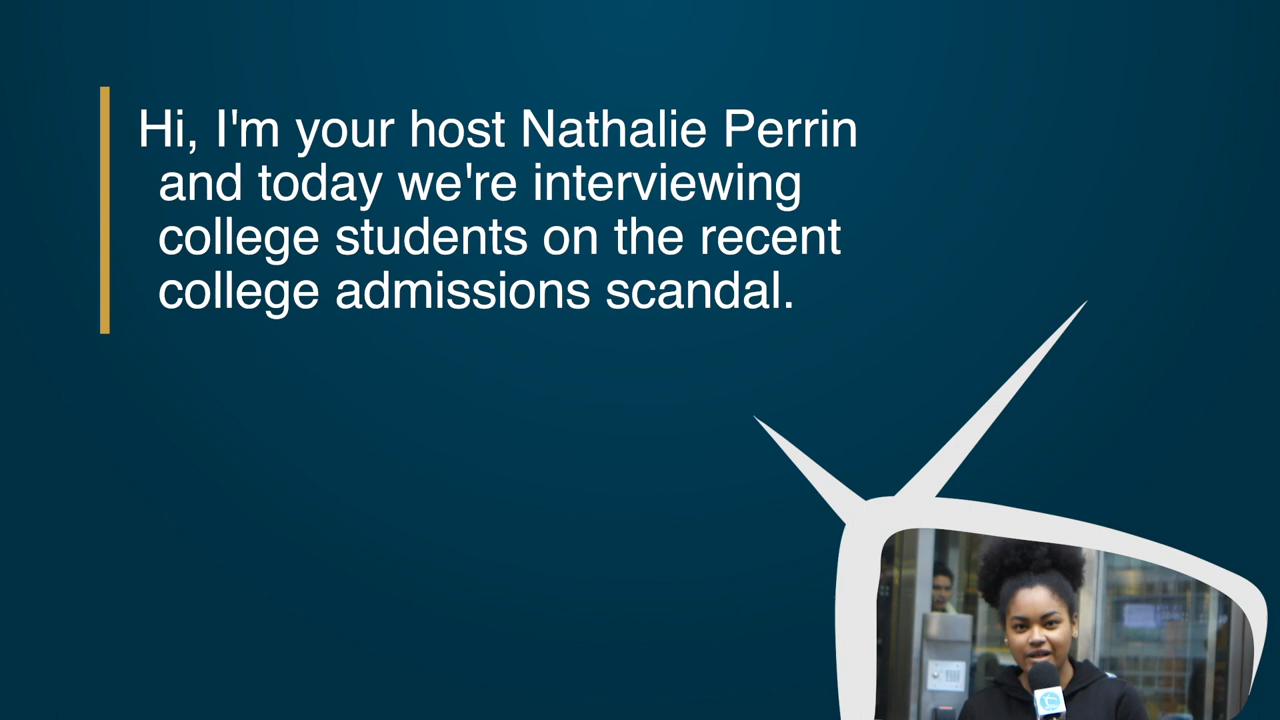 Hi, I'm your host Nathalie Perrin
and today we're interviewing
college students on the recent
college admissions scandal.